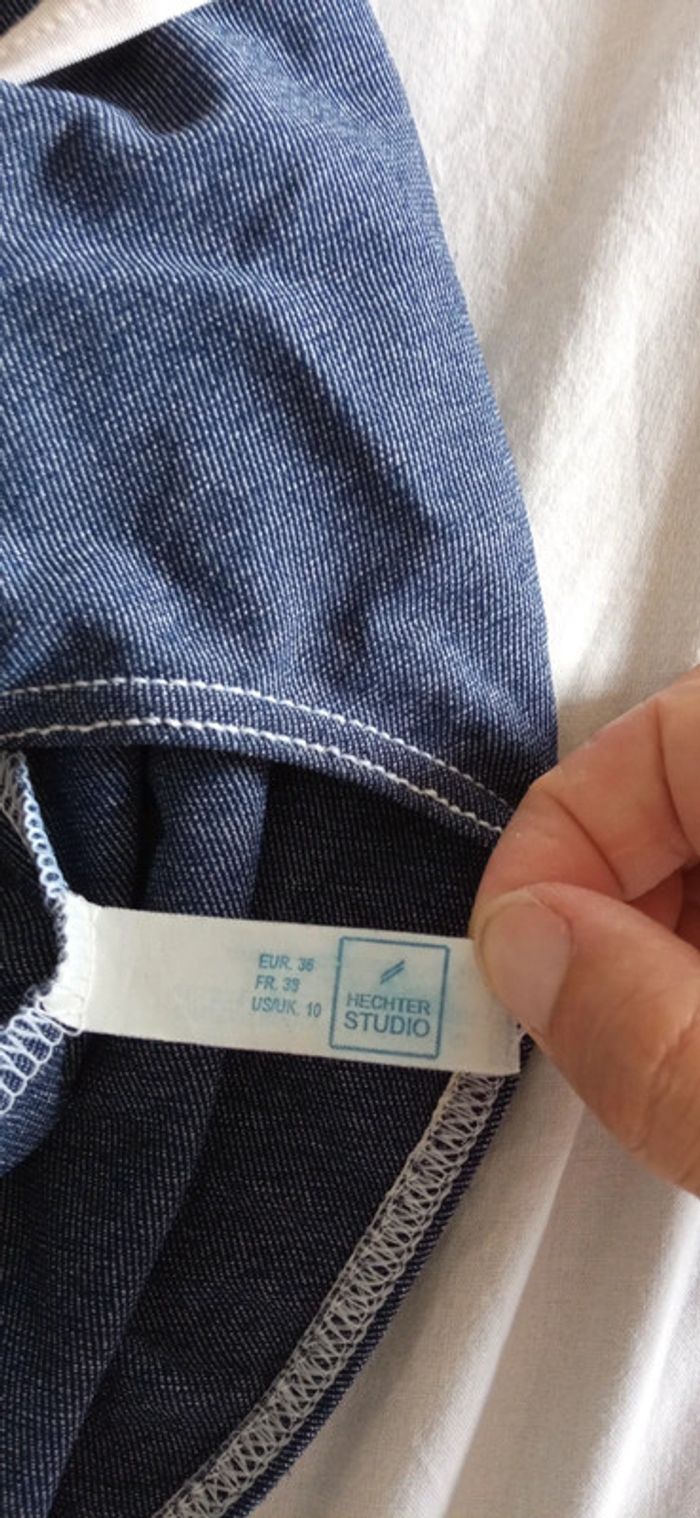 EUR. 36
FR. 38
US/UK. 10
HECHTER
STUDIO